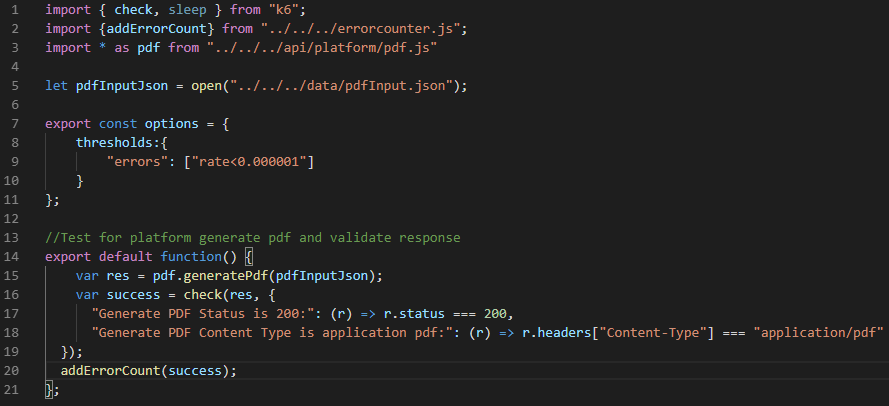 1 import { check, sleep } from "k6";
2 import {addErrorCount} from "../../../errorcounter.js";
3 import * as pdf from "../../../api/platform/pdf.js"
4
5 let pdfInputJson = open("../../../data/pdfInput.json");
6
7 export const options = {
8     thresholds:{
9         "errors": ["rate<0.000001"]
10     }
11 };
12
13 //Test for platform generate pdf and validate response
14 export default function() {
15     var res = pdf.generatePdf(pdfInputJson);
16     var success = check(res, {
17       "Generate PDF Status is 200:": (r) => r.status === 200,
18       "Generate PDF Content Type is application pdf:": (r) => r.headers["Content-Type"] === "application/pdf"
19   });
20   addErrorCount(success);
21 };